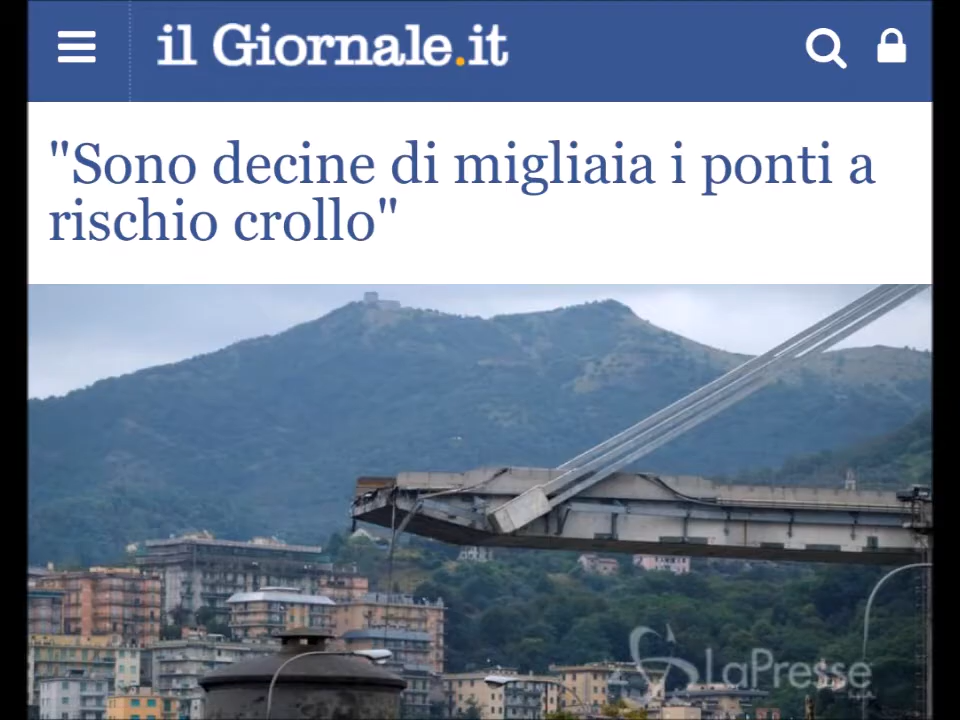 il Giornale.it
"Sono decine di migliaia i ponti a
rischio crollo"
LaPresse